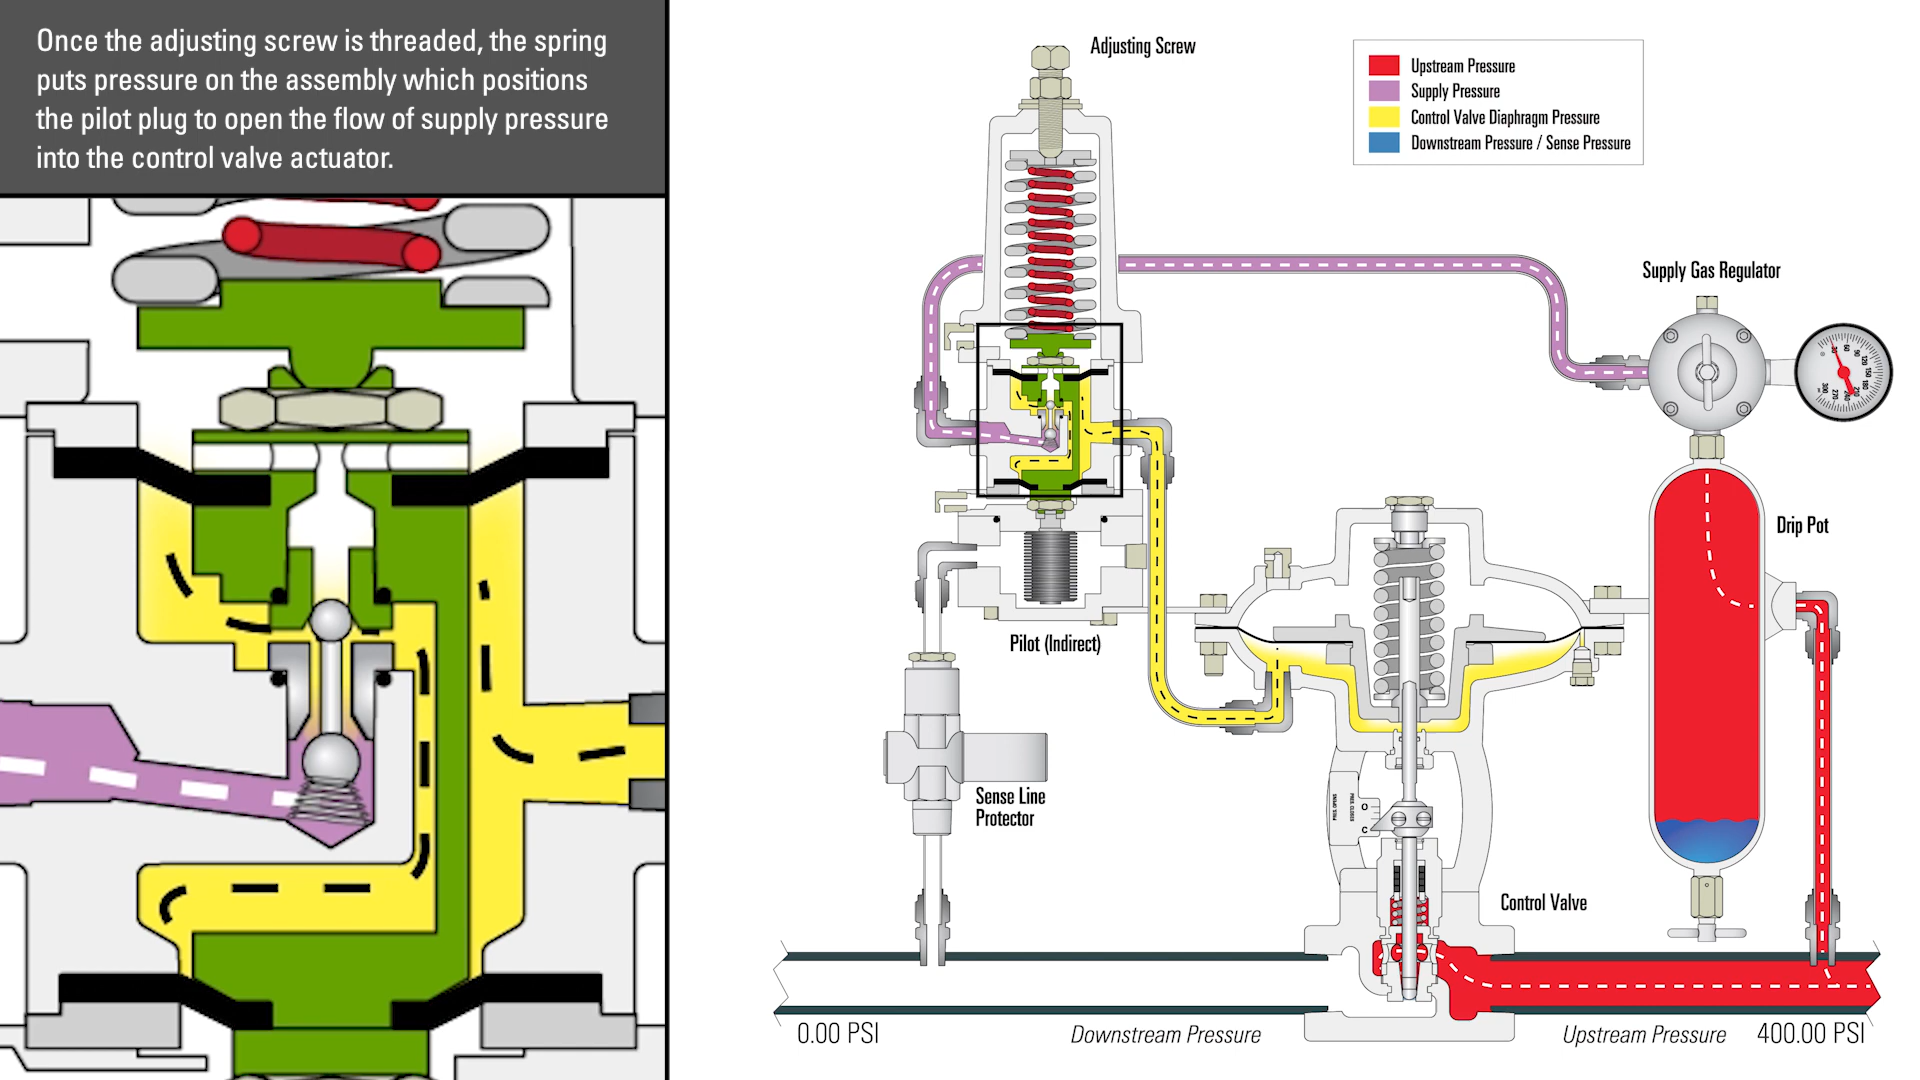 Once the adjusting screw is threaded, the spring
puts pressure on the assembly which positions
the pilot plug to open the flow of supply pressure
into the control valve actuator.
Adjusting Screw
Upstream Pressure
Supply Pressure
Control Valve Diaphragm Pressure
Downstream Pressure / Sense Pressure
Supply Gas Regulator
Drip Pot
Pilot (Indirect)
Sense Line
Protector
O
C
Control Valve
0.00 PSI
Downstream Pressure
Upstream Pressure
400.00 PSI